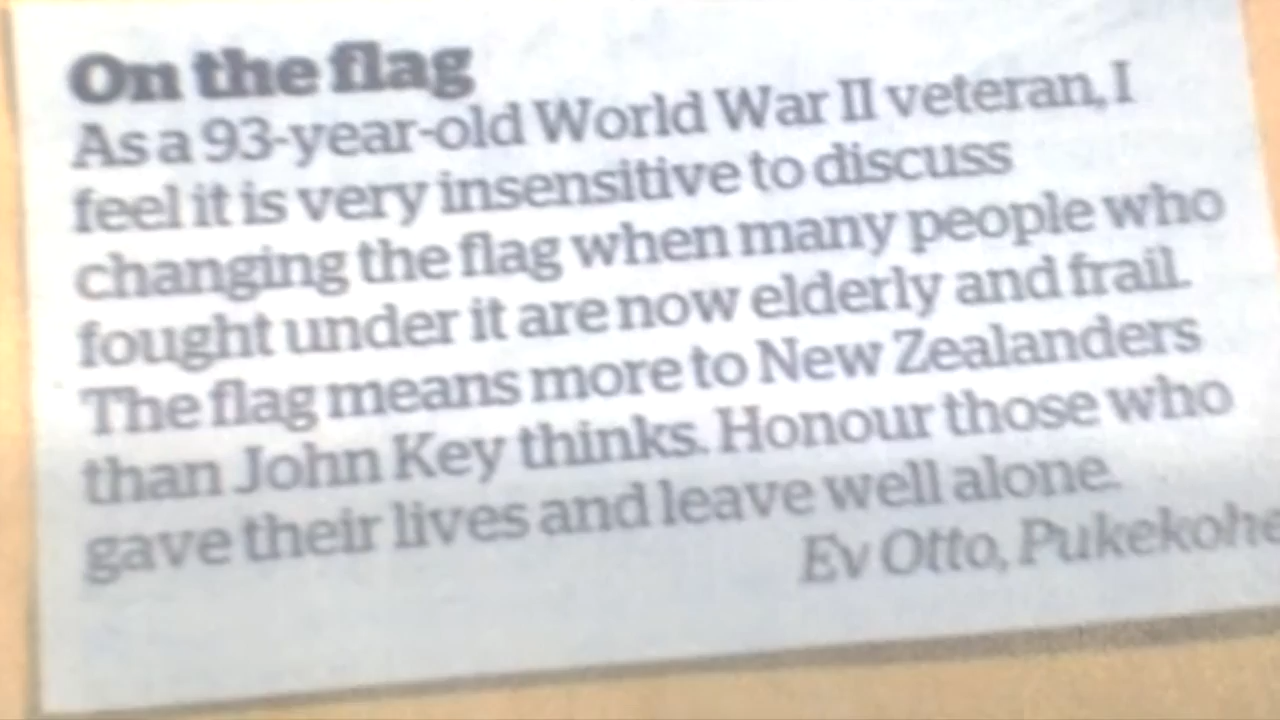 On the flag
As a 93-year-old World War II veteran, I
feel it is very insensitive to discuss
changing the flag when many people who
fought under it are now elderly and frail.
The flag means more to New Zealanders
than John Key thinks. Honour those who
gave their lives and leave well alone.
Ev Otto, Pukekohe